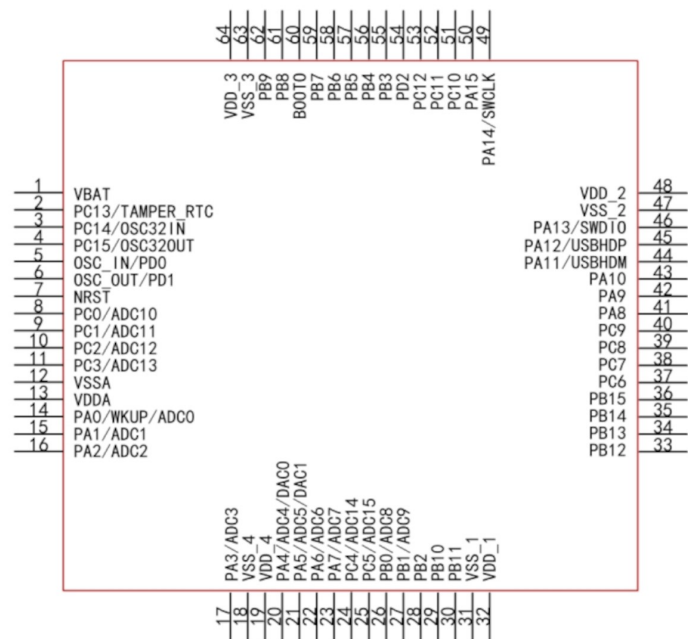 64 63 62 61 60 59 58 57 56 55 54 53 52 51 50 49
VDD_3
VSS_3
PB9
PB8
BOOT0
PB7
PB6
PB5
PB4
PB3
PD2
PC12
PC11
PC10
PA15
PA14/SWCLK
1 VBAT
2 PC13/TAMPER_RTC
3 PC14/OSC32IN
4 PC15/OSC32OUT
5 OSC_IN/PD0
6 OSC_OUT/PD1
7 NRST
8 PC0/ADC10
9 PC1/ADC11
10 PC2/ADC12
11 PC3/ADC13
12 VSSA
13 VDDA
14 PA0/WKUP/ADC0
15 PA1/ADC1
16 PA2/ADC2
VDD_2 48
VSS_2 47
PA13/SWDIO 46
PA12/USBHDP 45
PA11/USBHDM 44
PA10 43
PA9 42
PA8 41
PC9 40
PC8 39
PC7 38
PC6 37
PB15 36
PB14 35
PB13 34
PB12 33
PA3/ADC3
VSS_4
VDD_4
PA4/ADC4/DAC0
PA5/ADC5/DAC1
PA6/ADC6
PA7/ADC7
PC4/ADC14
PC5/ADC15
PB0/ADC8
PB1/ADC9
PB2
PB10
PB11
VSS_1
VDD_1
17 18 19 20 21 22 23 24 25 26 27 28 29 30 31 32